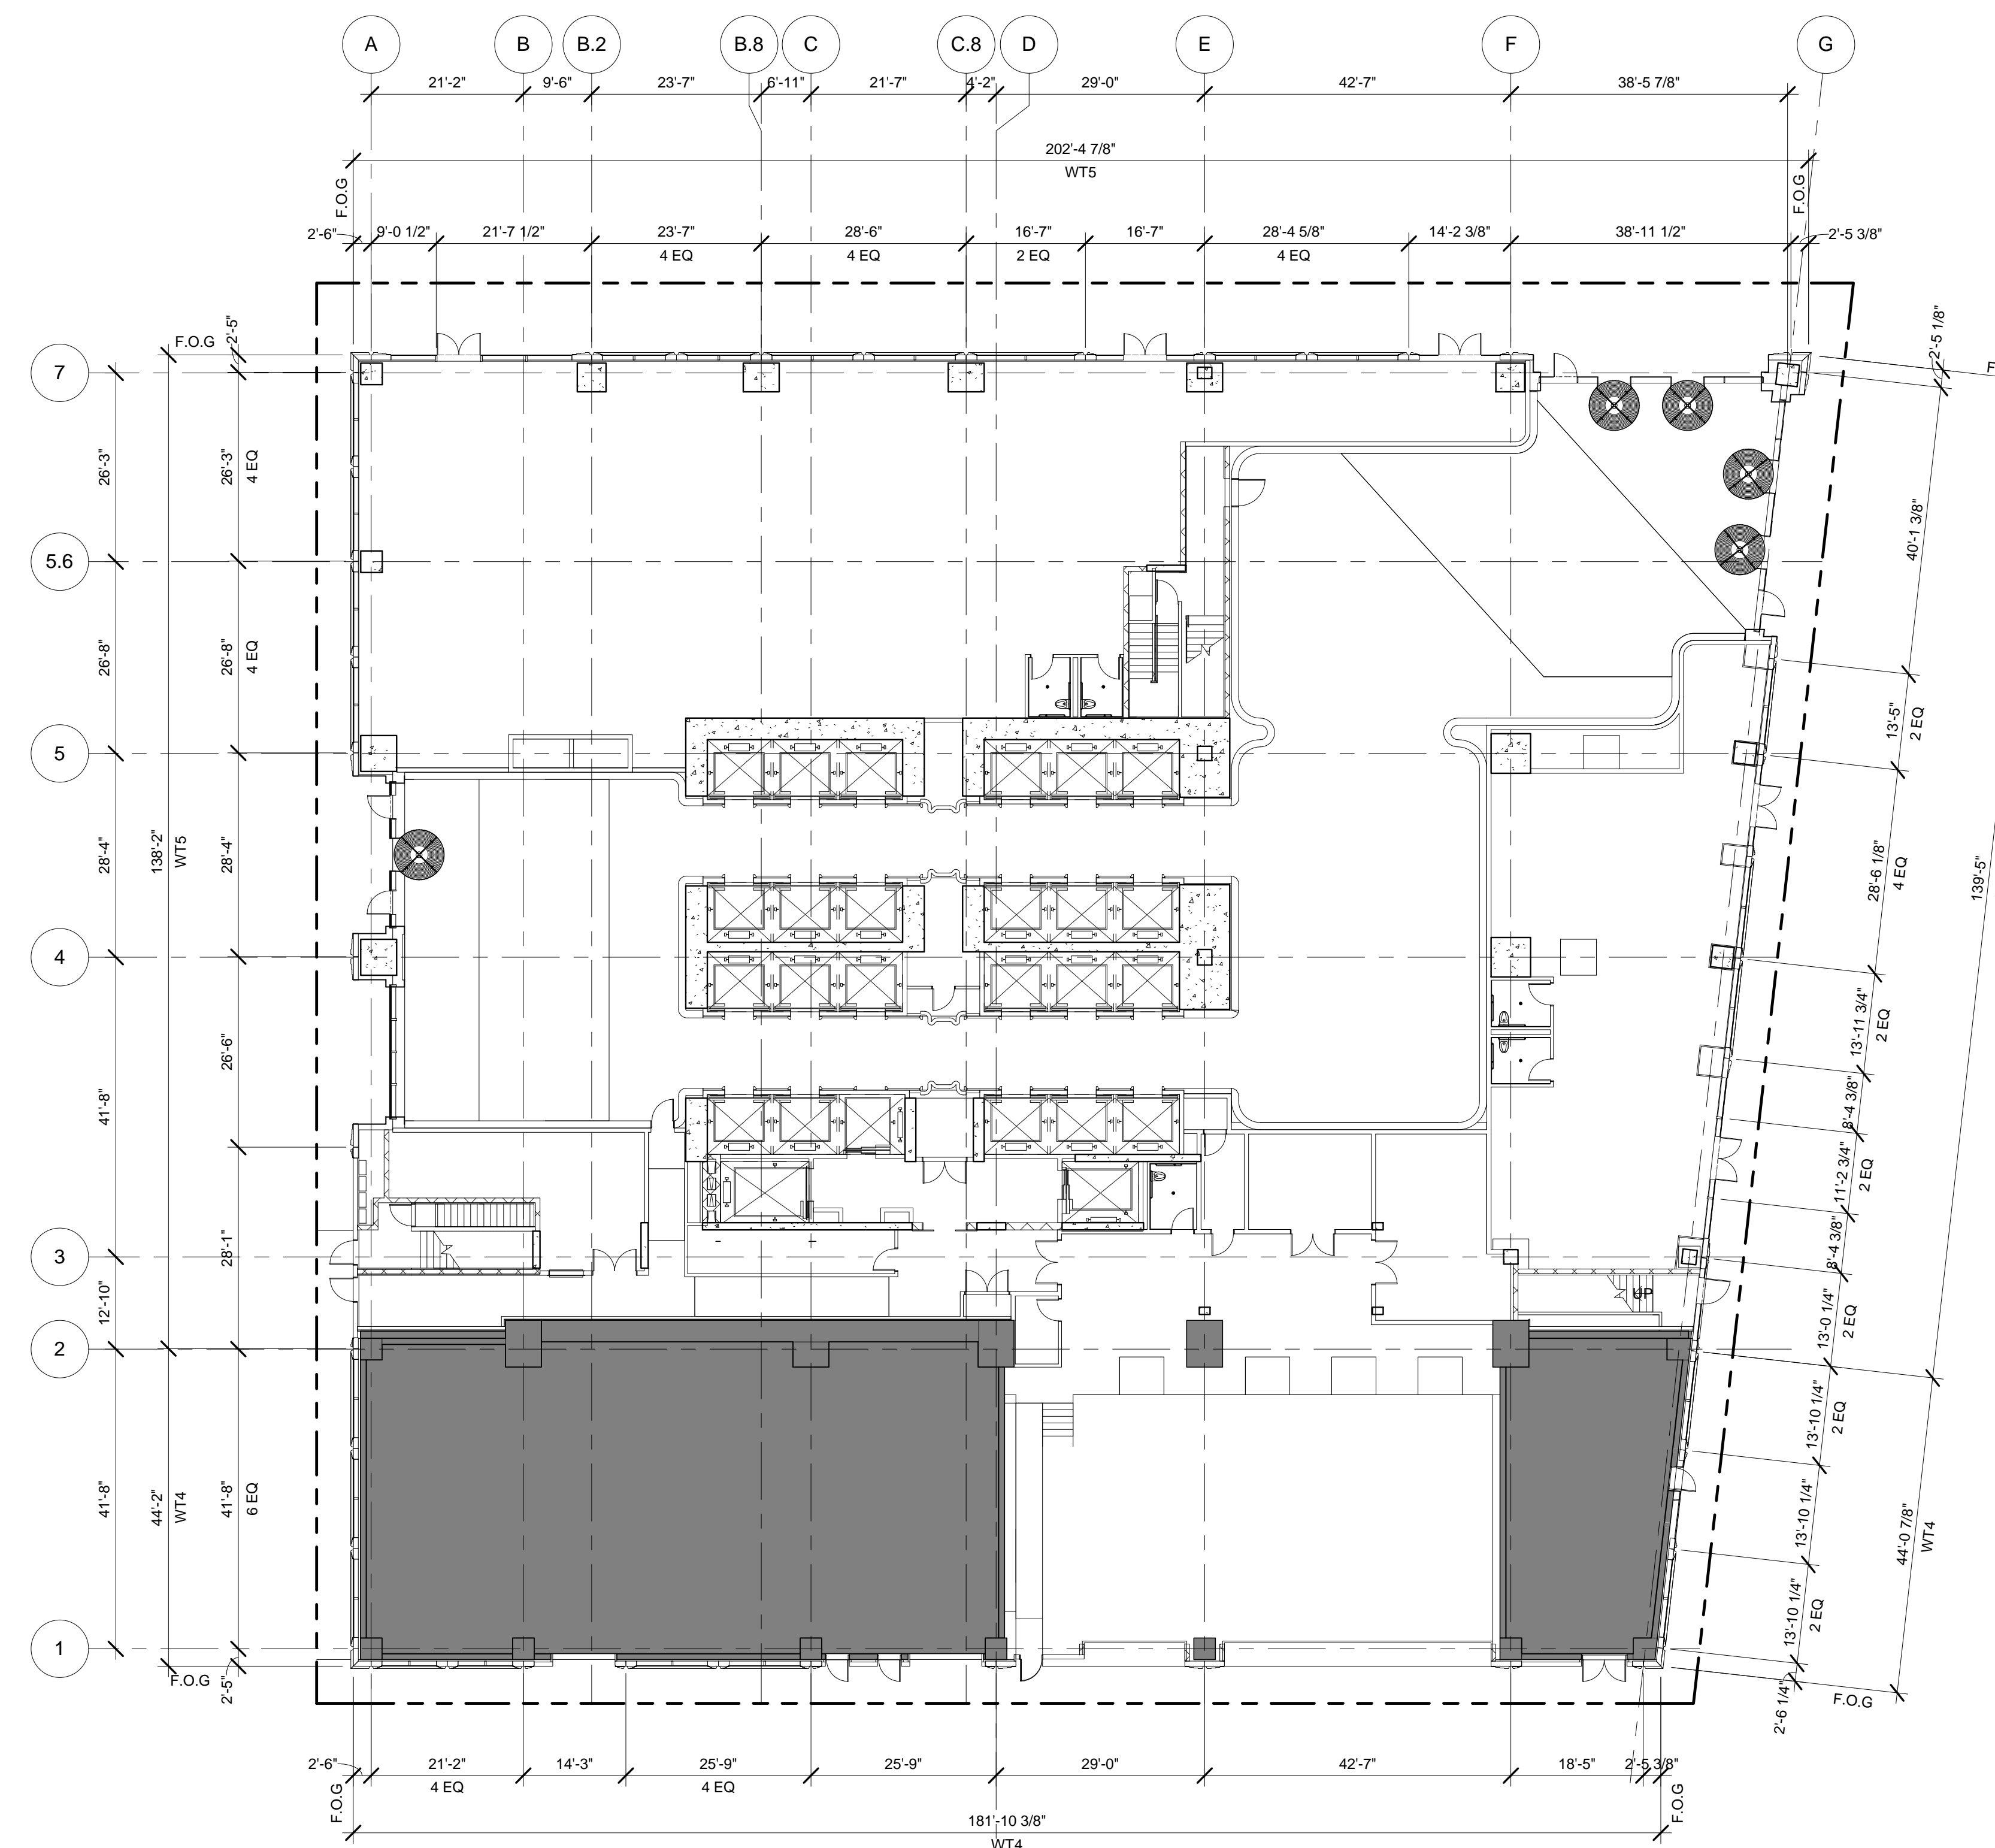 A B B.2 B.8 C C.8 D E F G
21'-2" 9'-6" 23'-7" 6'-11" 21'-7" 4'-2" 29'-0" 42'-7" 38'-5 7/8"
202'-4 7/8"
WT5
F.O.G F.O.G
2'-6" 9'-0 1/2" 21'-7 1/2" 23'-7" 28'-6" 16'-7" 16'-7" 28'-4 5/8" 14'-2 3/8" 38'-11 1/2" 2'-5 3/8"
4 EQ 4 EQ 2 EQ 4 EQ
F.O.G 2'-5"
2'-5 1/8"
F
7
26'-3" 26'-3" 4 EQ
40'-1 3/8"
5.6
26'-8" 26'-8" 4 EQ
13'-5" 2 EQ
5
28'-4" 138'-2" WT5 28'-4"
28'-6 1/8" 4 EQ
139'-5"
4
41'-8" 26'-6"
13'-11 3/4" 2 EQ
8'-4 3/8"
11'-2 3/4" 2 EQ
8'-4 3/8"
3
28'-1"
12'-10"
UP
13'-0 1/4" 2 EQ
2
41'-8" 44'-2" WT4 41'-8" 6 EQ
13'-10 1/4" 2 EQ
13'-10 1/4"
44'-0 7/8" WT4
13'-10 1/4" 2 EQ
1
F.O.G 2'-5"
2'-6 1/4"
F.O.G
2'-6" 21'-2" 14'-3" 25'-9" 25'-9" 29'-0" 42'-7" 18'-5" 2'-5 3/8"
4 EQ 4 EQ
F.O.G F.O.G
181'-10 3/8"
WT4